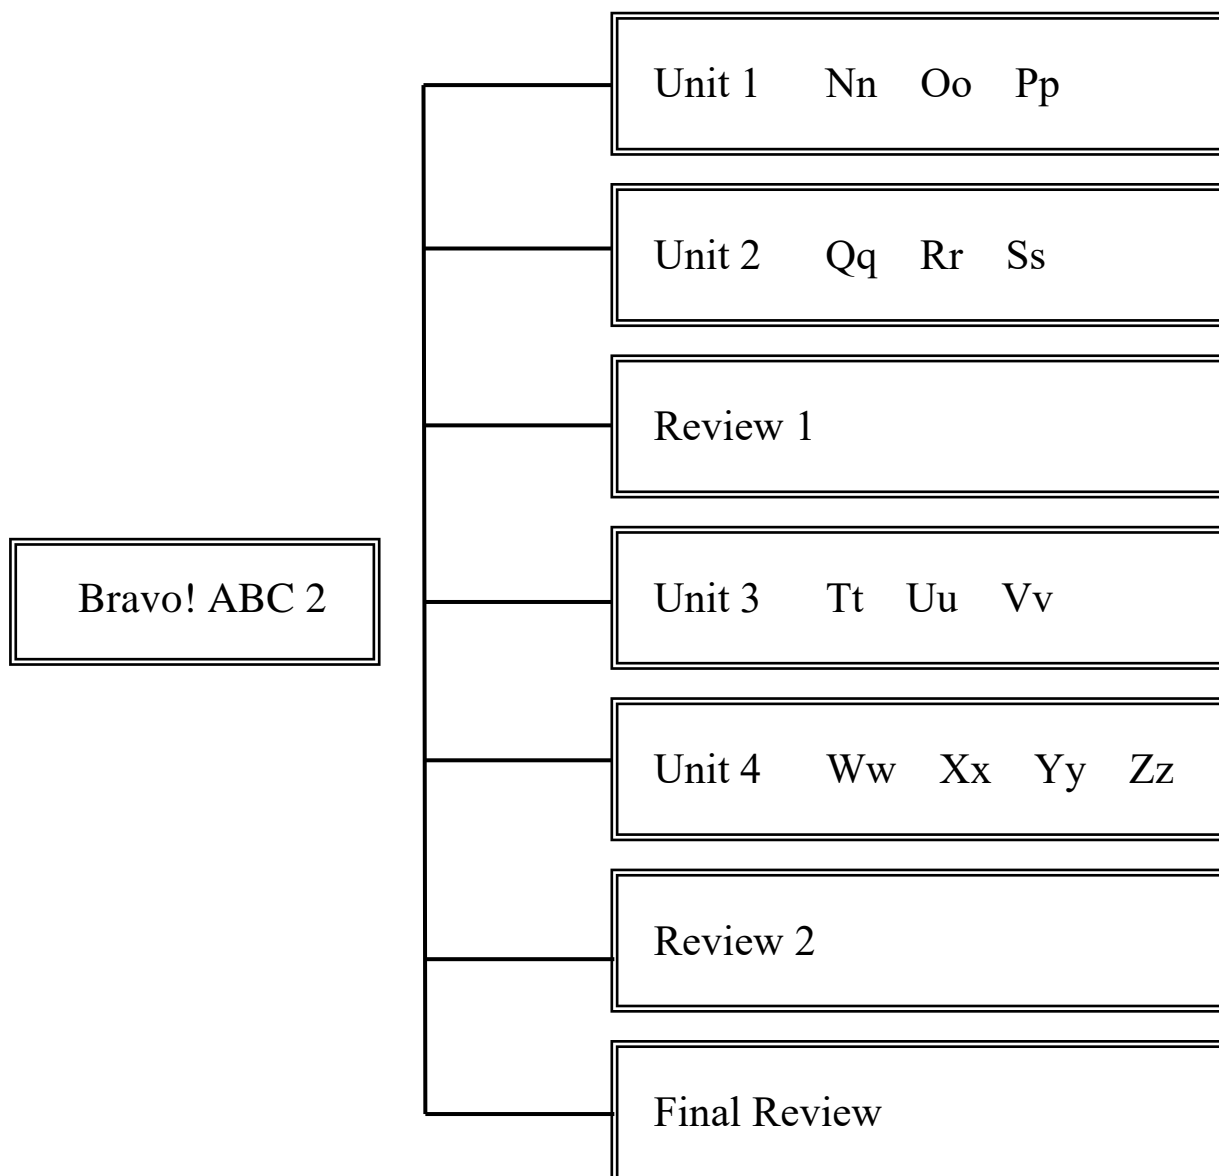 Unit 1 Nn Oo Pp
Unit 2 Qq Rr Ss
Review 1
Bravo! ABC 2
Unit 3 Tt Uu Vv
Unit 4 Ww Xx Yy Zz
Review 2
Final Review